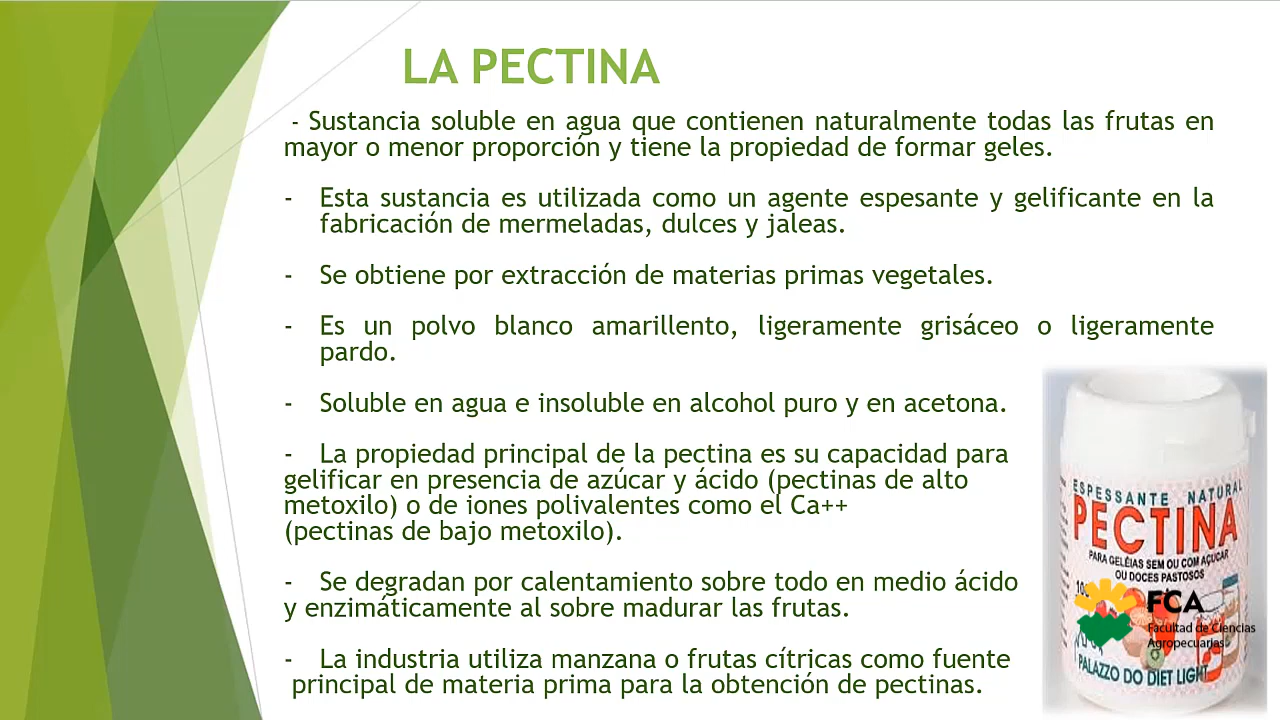 LA PECTINA
- Sustancia soluble en agua que contienen naturalmente todas las frutas en
mayor o menor proporción y tiene la propiedad de formar geles.
- Esta sustancia es utilizada como un agente espesante y gelificante en la
fabricación de mermeladas, dulces y jaleas.
- Se obtiene por extracción de materias primas vegetales.
- Es un polvo blanco amarillento, ligeramente grisáceo o ligeramente
pardo.
- Soluble en agua e insoluble en alcohol puro y en acetona.
- La propiedad principal de la pectina es su capacidad para
gelificar en presencia de azúcar y ácido (pectinas de alto
metoxilo) o de iones polivalentes como el Ca++
(pectinas de bajo metoxilo).
- Se degradan por calentamiento sobre todo en medio ácido
y enzimáticamente al sobre madurar las frutas.
- La industria utiliza manzana o frutas cítricas como fuente
principal de materia prima para la obtención de pectinas.
ESPESSANTE NATURAL
PECTINA
PARA GELÉIAS SEM OU COM AÇUCAR
OU DOCES PASTOSOS
FCA
Facultad de Ciencias
Agropecuarias
PALAZZO DO DIET LIGHT